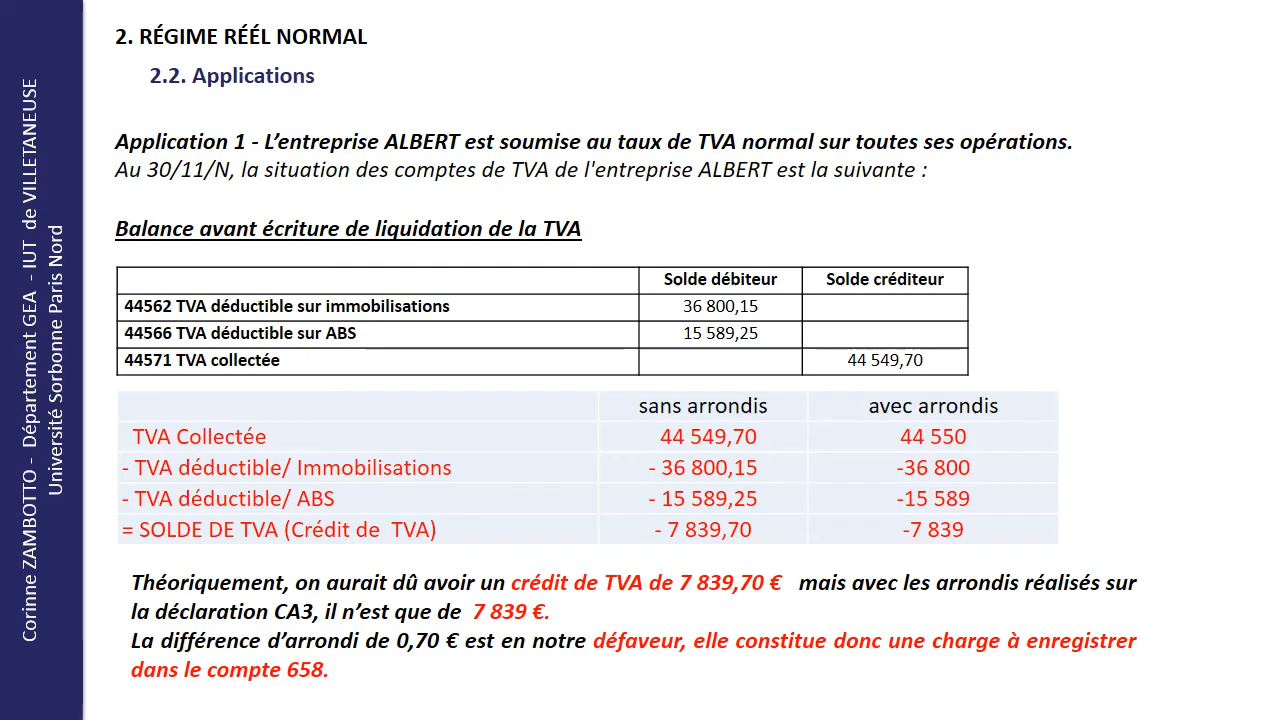 Corinne ZAMBOTTO - Département GEA - IUT de VILLETANEUSE
Université Sorbonne Paris Nord
2. RÉGIME RÉÉL NORMAL
2.2. Applications
Application 1 - L’entreprise ALBERT est soumise au taux de TVA normal sur toutes ses opérations.
Au 30/11/N, la situation des comptes de TVA de l'entreprise ALBERT est la suivante :
Balance avant écriture de liquidation de la TVA
Solde débiteur Solde créditeur
44562 TVA déductible sur immobilisations 36 800,15
44566 TVA déductible sur ABS 15 589,25
44571 TVA collectée 44 549,70
sans arrondis avec arrondis
TVA Collectée 44 549,70 44 550
- TVA déductible/ Immobilisations - 36 800,15 -36 800
- TVA déductible/ ABS - 15 589,25 -15 589
= SOLDE DE TVA (Crédit de TVA) - 7 839,70 -7 839
Théoriquement, on aurait dû avoir un crédit de TVA de 7 839,70 € mais avec les arrondis réalisés sur
la déclaration CA3, il n’est que de 7 839 €.
La différence d’arrondi de 0,70 € est en notre défaveur, elle constitue donc une charge à enregistrer
dans le compte 658.